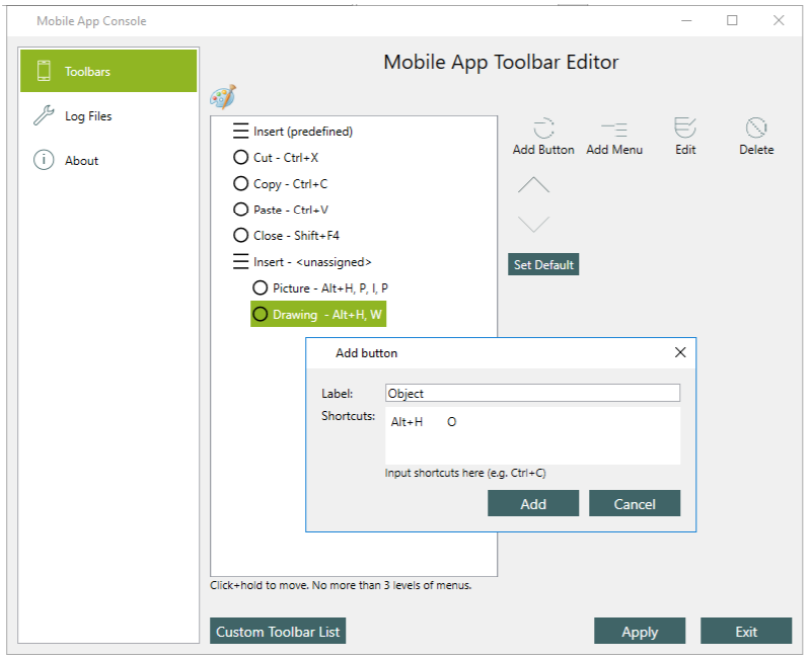 Mobile App Console
Toolbars
Log Files
About
Mobile App Toolbar Editor
Insert (predefined)
Cut - Ctrl+X
Copy - Ctrl+C
Paste - Ctrl+V
Close - Shift+F4
Insert - <unassigned>
Picture - Alt+H, P, I, P
Drawing - Alt+H, W
Add Button Add Menu Edit Delete
Set Default
Add button
Label: Object
Shortcuts: Alt+H O
Input shortcuts here (e.g. Ctrl+C)
Add Cancel
Click+hold to move. No more than 3 levels of menus.
Custom Toolbar List Apply Exit